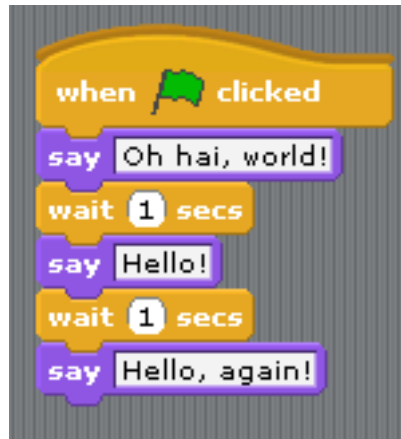 when clicked
say Oh hai, world!
wait 1 secs
say Hello!
wait 1 secs
say Hello, again!